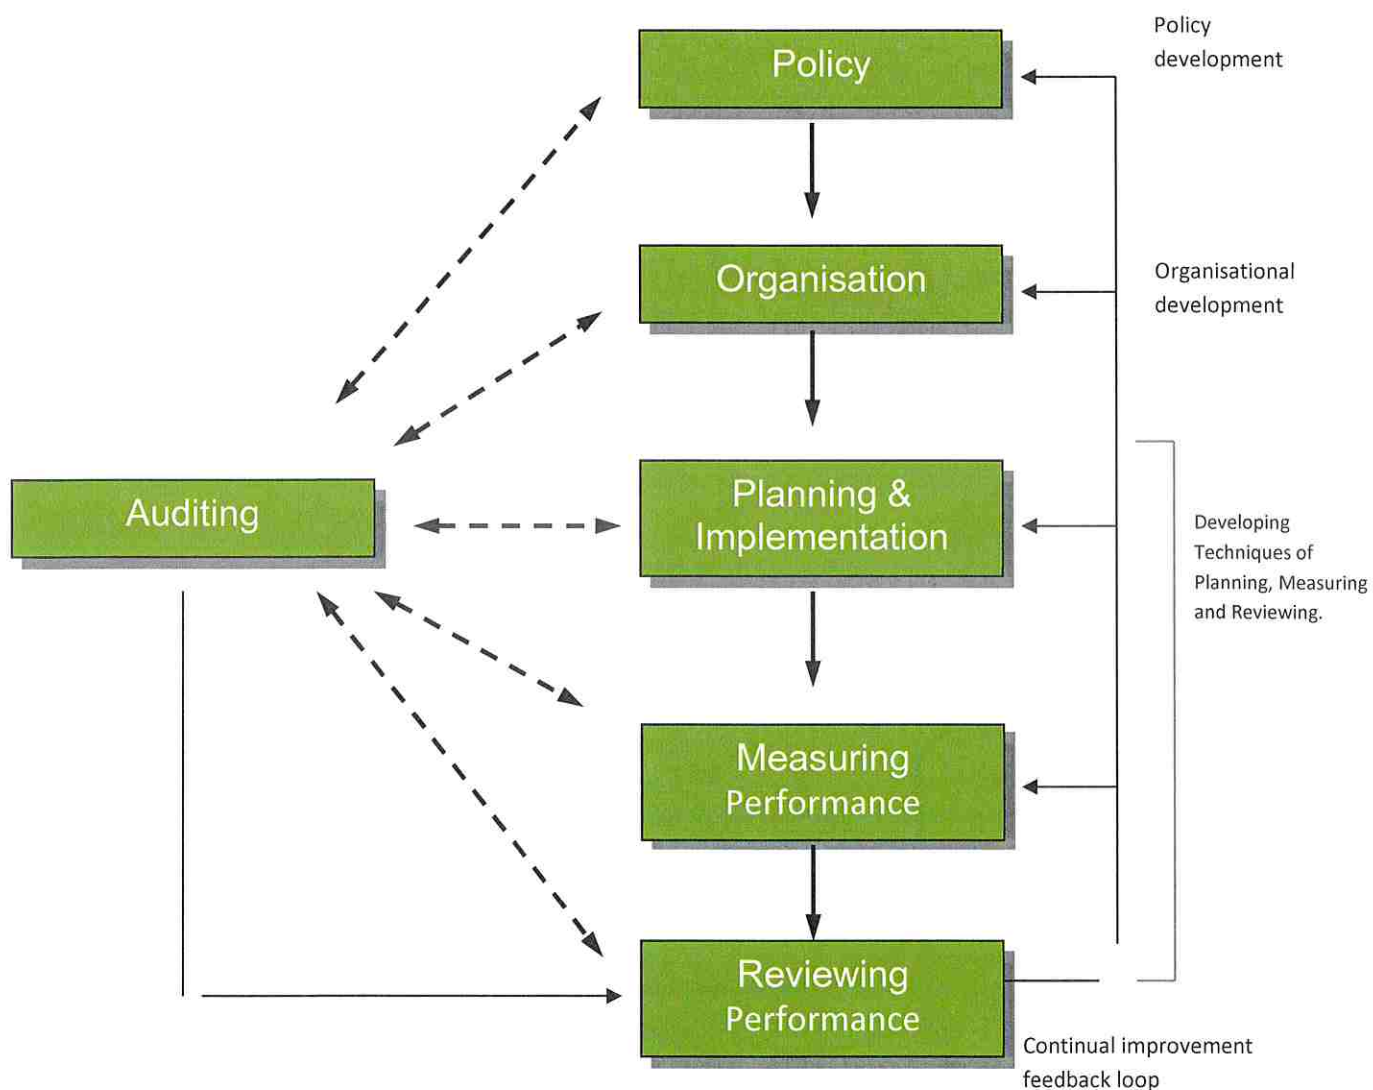 Policy
Policy
development
Organisation
Organisational
development
Auditing
Planning &
Implementation
Developing
Techniques of
Planning, Measuring
and Reviewing.
Measuring
Performance
Reviewing
Performance
Continual improvement
feedback loop